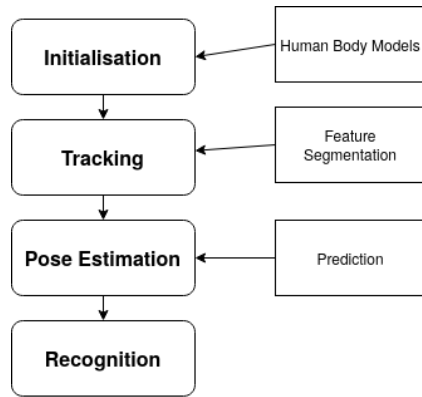 Initialisation
Human Body Models
Tracking
Feature
Segmentation
Pose Estimation
Prediction
Recognition